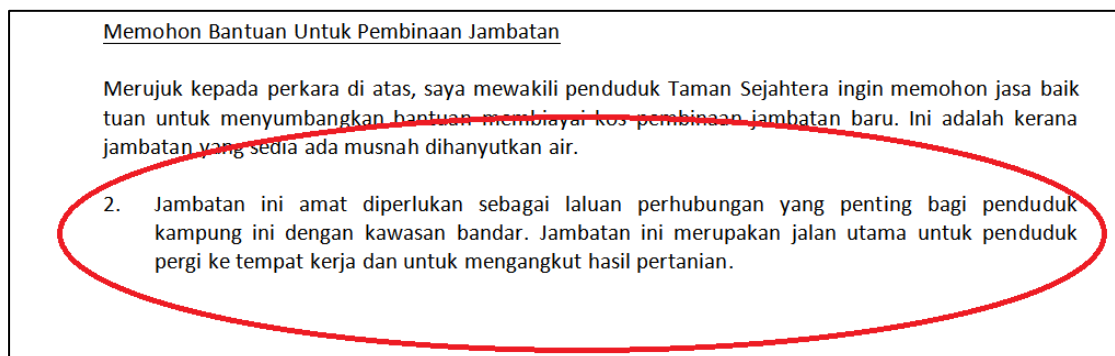 Memohon Bantuan Untuk Pembinaan Jambatan
Merujuk kepada perkara di atas, saya mewakili penduduk Taman Sejahtera ingin memohon jasa baik
tuan untuk menyumbangkan bantuan membiayai kos pembinaan jambatan baru. Ini adalah kerana
jambatan yang sedia ada musnah dihanyutkan air.
2. Jambatan ini amat diperlukan sebagai laluan perhubungan yang penting bagi penduduk
kampung ini dengan kawasan bandar. Jambatan ini merupakan jalan utama untuk penduduk
pergi ke tempat kerja dan untuk mengangkut hasil pertanian.